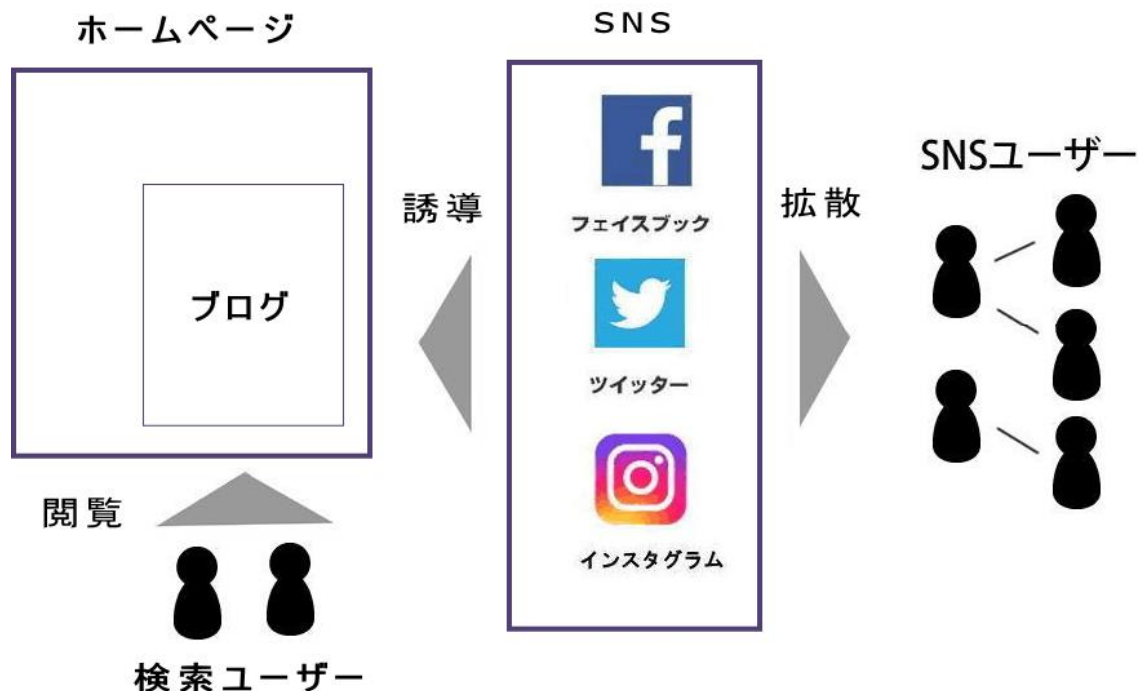 ホームページ
SNS
SNSユーザー
誘導
拡散
フェイスブック
ブログ
ツイッター
閲覧
インスタグラム
検索ユーザー